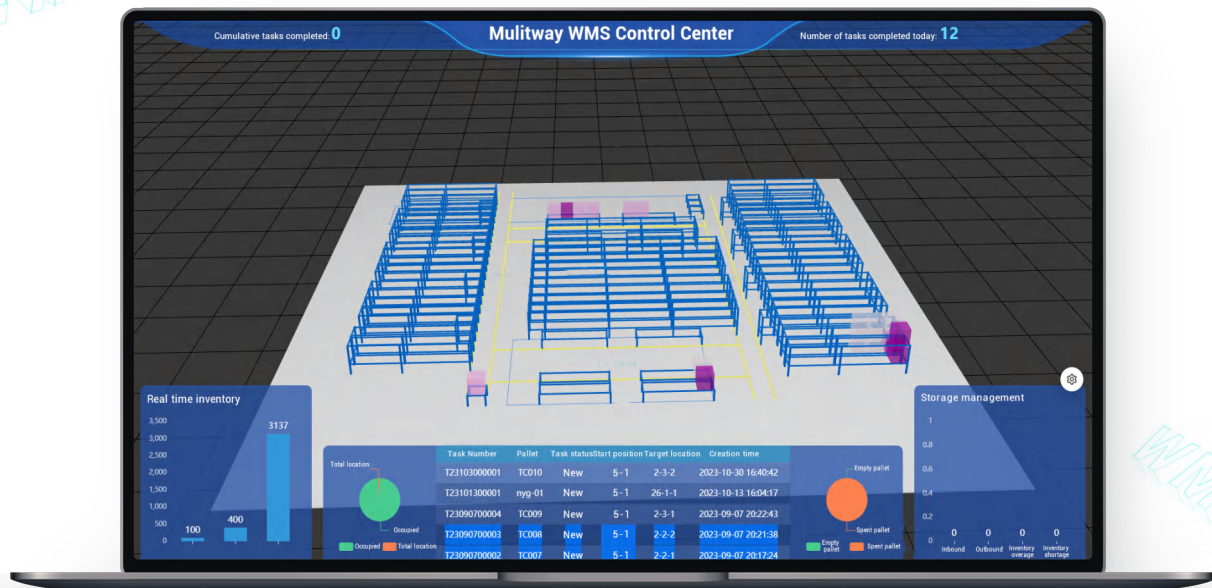 Cumulative tasks completed: 0
Mulitway WMS Control Center
Number of tasks completed today: 12
Real time inventory
3,500
3,000
2,500
2,000
1,500
1,000
500
0
100
400
3137
Total location
Occupied
Occupied Total location
Task Number Pallet Task status Start position Target location Creation time
T23103000001 TC010 New 5-1 2-3-2 2023-10-30 16:40:42
T23101300001 nyg-01 New 5-1 26-1-1 2023-10-13 16:04:17
T23090700004 TC009 New 5-1 2-3-1 2023-09-07 20:22:43
T23090700003 TC008 New 5-1 2-2-2 2023-09-07 20:21:38
T23090700002 TC007 New 5-1 2-2-1 2023-09-07 20:17:24
Empty pallet
Spent pallet
Empty pallet Spent pallet
Storage management
1
0.8
0.6
0.4
0.2
0
0 0 0 0
Inbound Outbound Inventory overage Inventory shortage
WMS